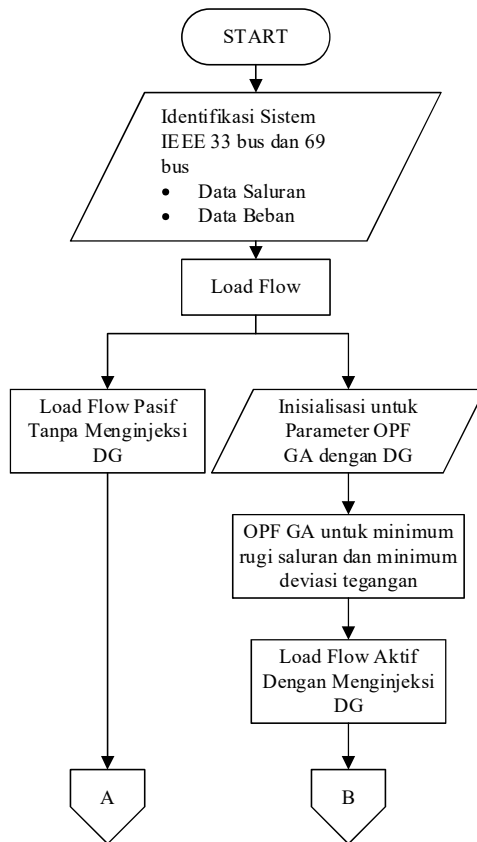 START
Identifikasi Sistem
IEEE 33 bus dan 69
bus
• Data Saluran
• Data Beban
Load Flow
Load Flow Pasif
Tanpa Menginjeksi
DG
Inisialisasi untuk
Parameter OPF
GA dengan DG
OPF GA untuk minimum
rugi saluran dan minimum
deviasi tegangan
Load Flow Aktif
Dengan Menginjeksi
DG
A
B